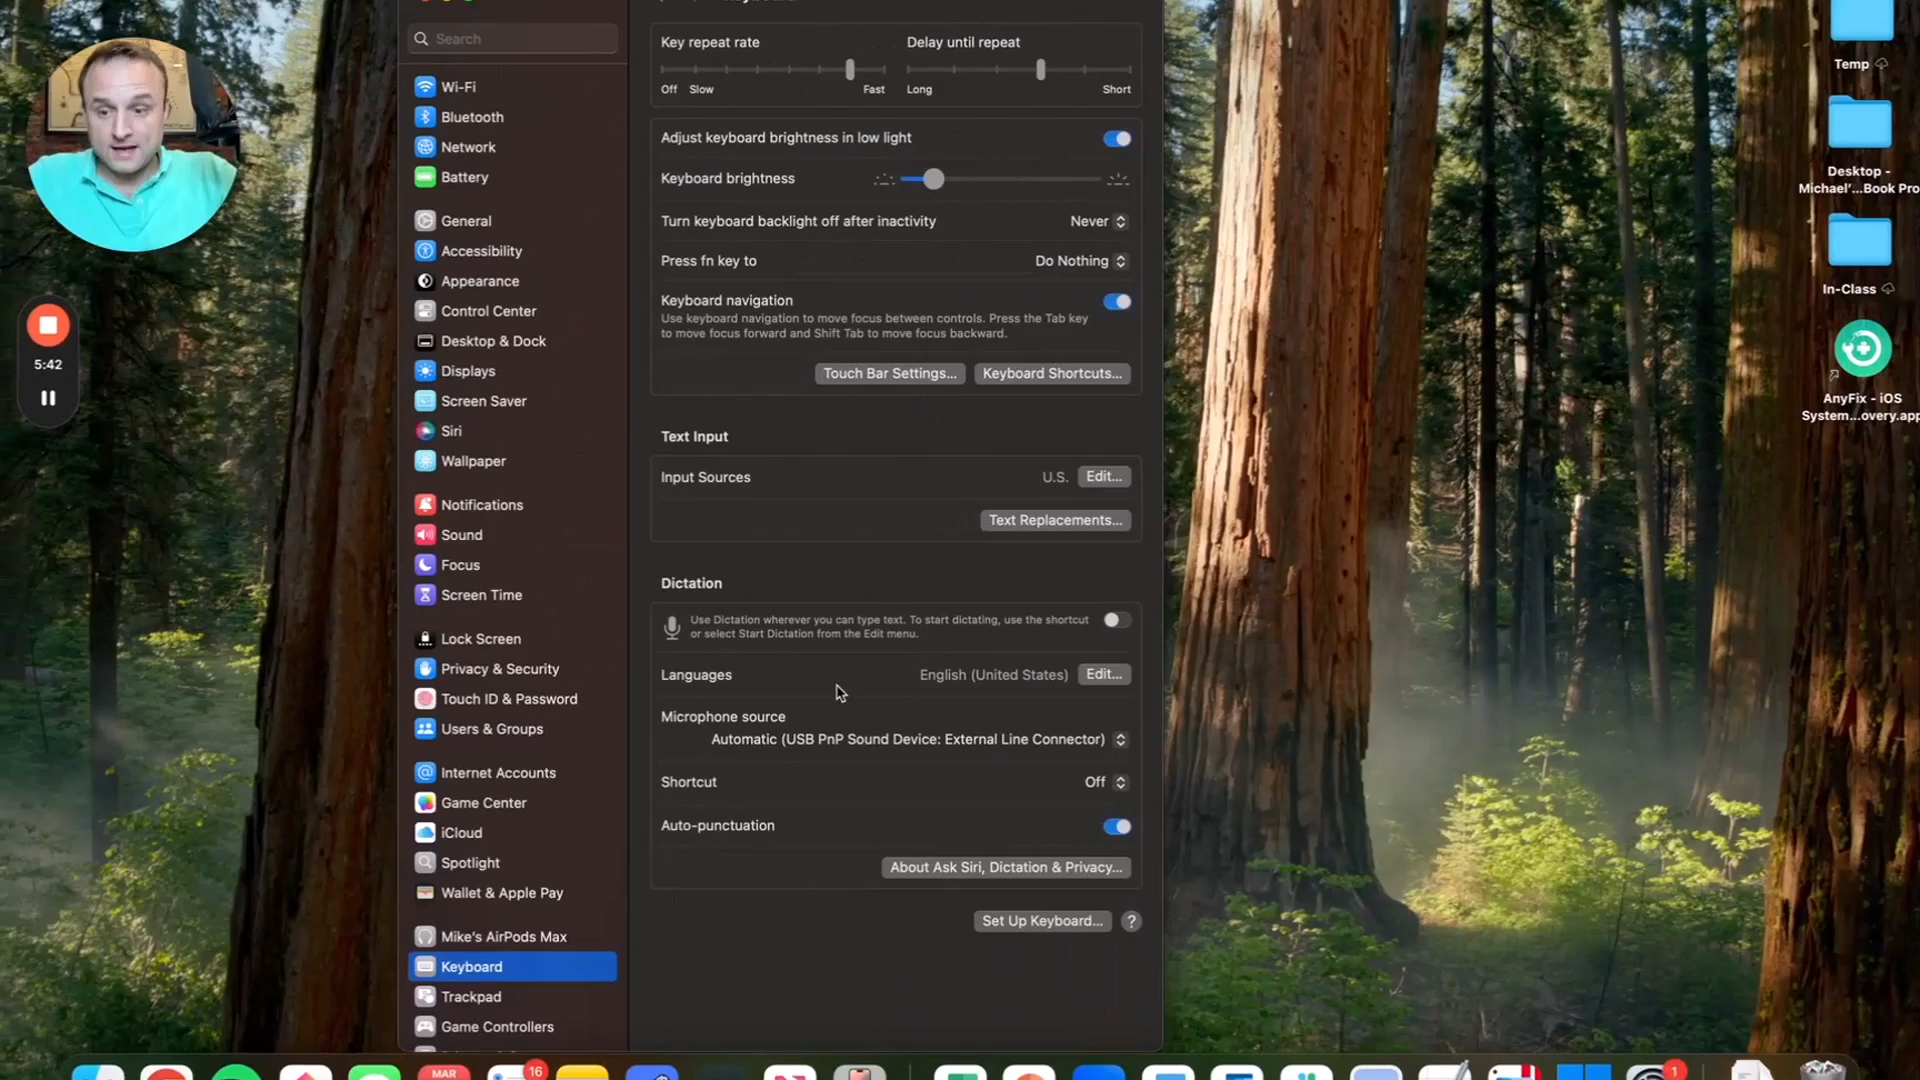 Search
Wi-Fi
Bluetooth
Network
Battery
General
Accessibility
Appearance
Control Center
Desktop & Dock
Displays
Screen Saver
Siri
Wallpaper
Notifications
Sound
Focus
Screen Time
Lock Screen
Privacy & Security
Touch ID & Password
Users & Groups
Internet Accounts
Game Center
iCloud
Spotlight
Wallet & Apple Pay
Mike's AirPods Max
Keyboard
Trackpad
Game Controllers
Key repeat rate
Delay until repeat
Off Slow Fast
Long Short
Adjust keyboard brightness in low light
Keyboard brightness
Turn keyboard backlight off after inactivity Never
Press fn key to Do Nothing
Keyboard navigation
Use keyboard navigation to move focus between controls. Press the Tab key
to move focus forward and Shift Tab to move focus backward.
Touch Bar Settings... Keyboard Shortcuts...
Text Input
Input Sources U.S. Edit...
Text Replacements...
Dictation
Use Dictation wherever you can type text. To start dictating, use the shortcut
or select Start Dictation from the Edit menu.
Languages English (United States) Edit...
Microphone source
Automatic (USB PnP Sound Device: External Line Connector)
Shortcut Off
Auto-punctuation
About Ask Siri, Dictation & Privacy...
Set Up Keyboard... ?
5:42
Temp
Desktop -
Michael'...Book Pro
In-Class
AnyFix - iOS
System...overy.app
MAR
16
1